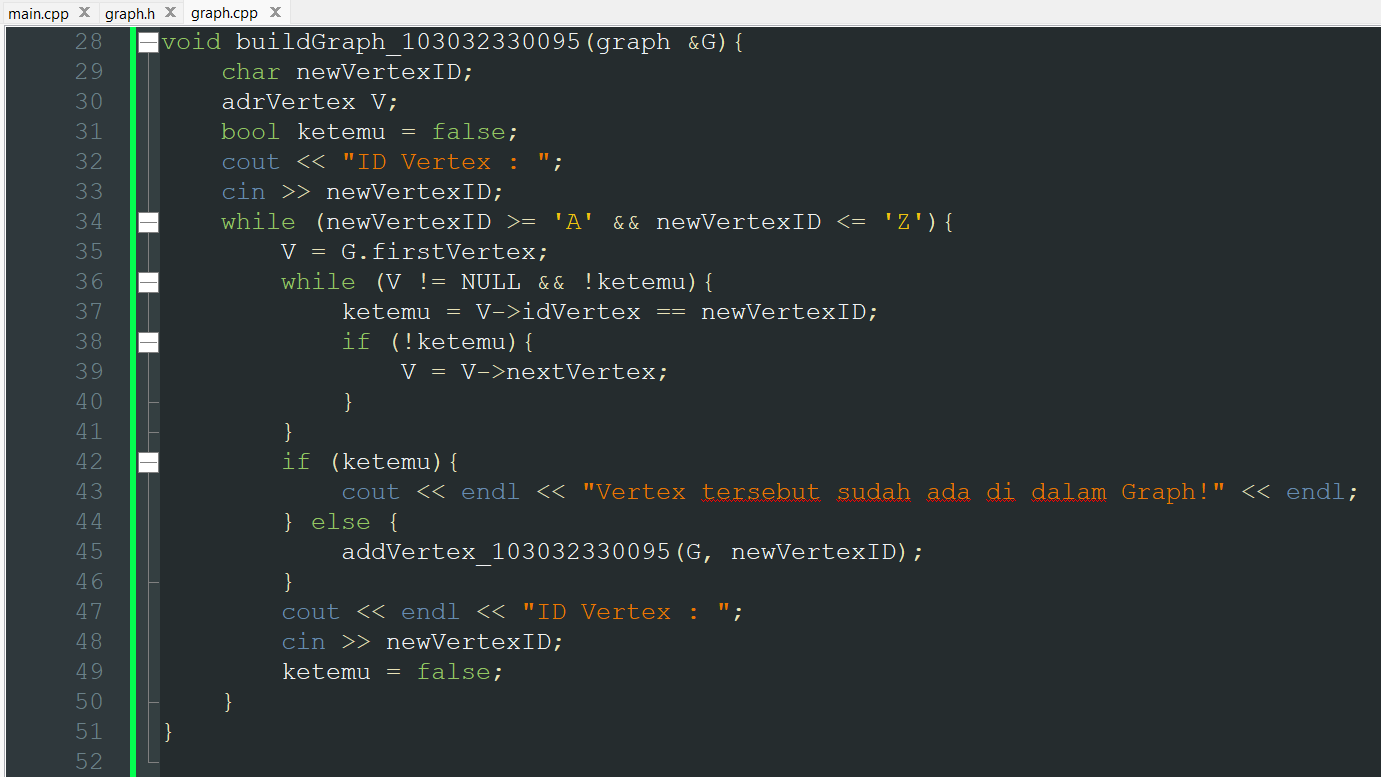 main.cpp X graph.h X graph.cpp X
28 void buildGraph_103032330095(graph &G){
29 char newVertexID;
30 adrVertex V;
31 bool ketemu = false;
32 cout << "ID Vertex : ";
33 cin >> newVertexID;
34 while (newVertexID >= 'A' && newVertexID <= 'Z'){
35 V = G.firstVertex;
36 while (V != NULL && !ketemu){
37 ketemu = V->idVertex == newVertexID;
38 if (!ketemu){
39 V = V->nextVertex;
40 }
41 }
42 if (ketemu){
43 cout << endl << "Vertex tersebut sudah ada di dalam Graph!" << endl;
44 } else {
45 addVertex_103032330095(G, newVertexID);
46 }
47 cout << endl << "ID Vertex : ";
48 cin >> newVertexID;
49 ketemu = false;
50 }
51 }
52